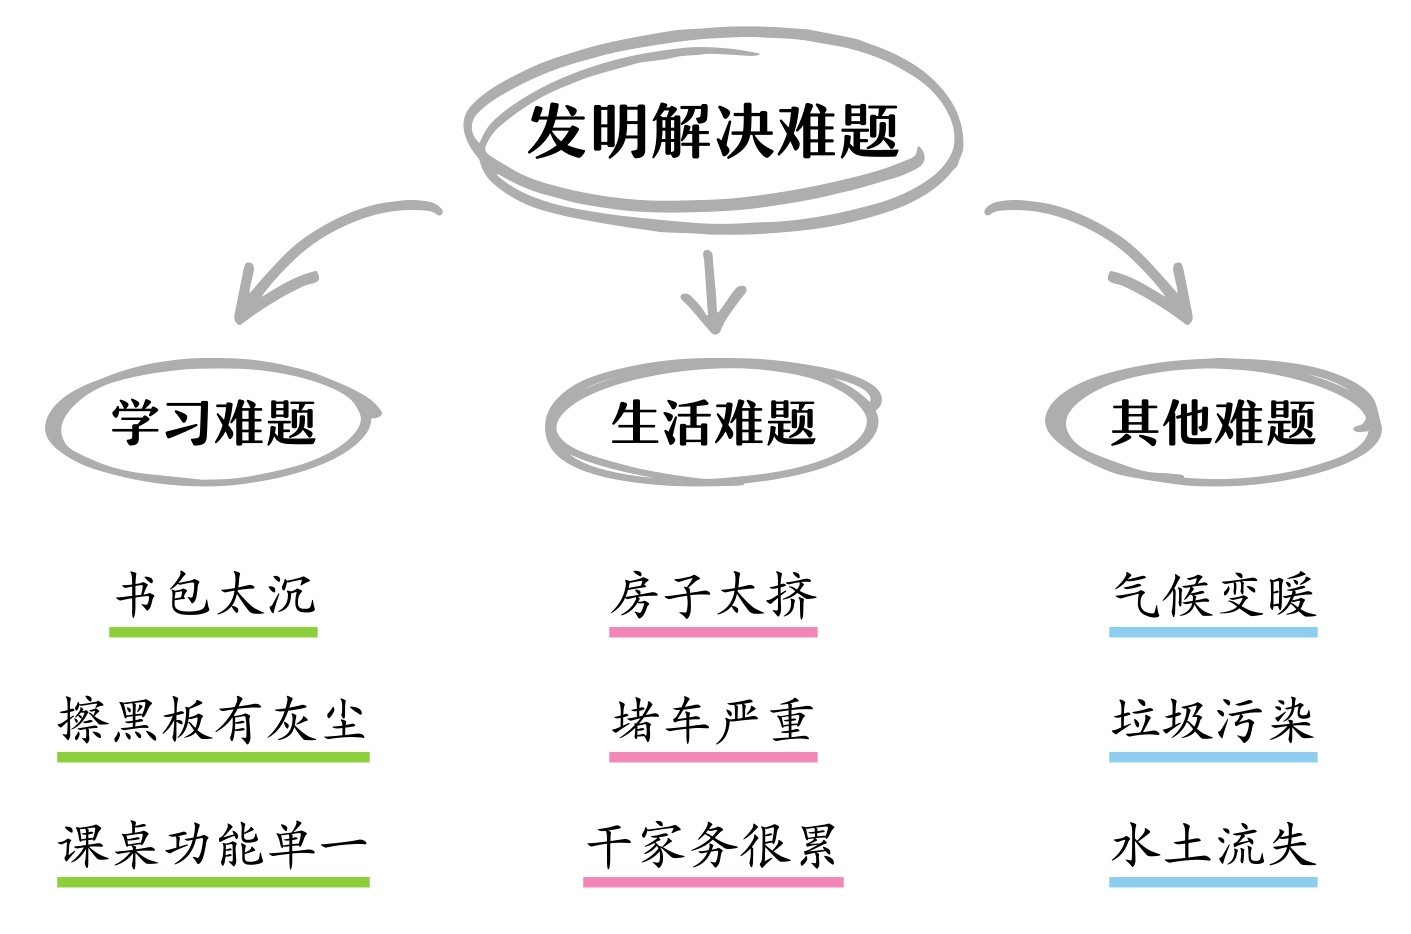 发明解决难题
学习难题
生活难题
其他难题
书包太沉
房子太挤
气候变暖
擦黑板有灰尘
堵车严重
垃圾污染
课桌功能单一
干家务很累
水土流失